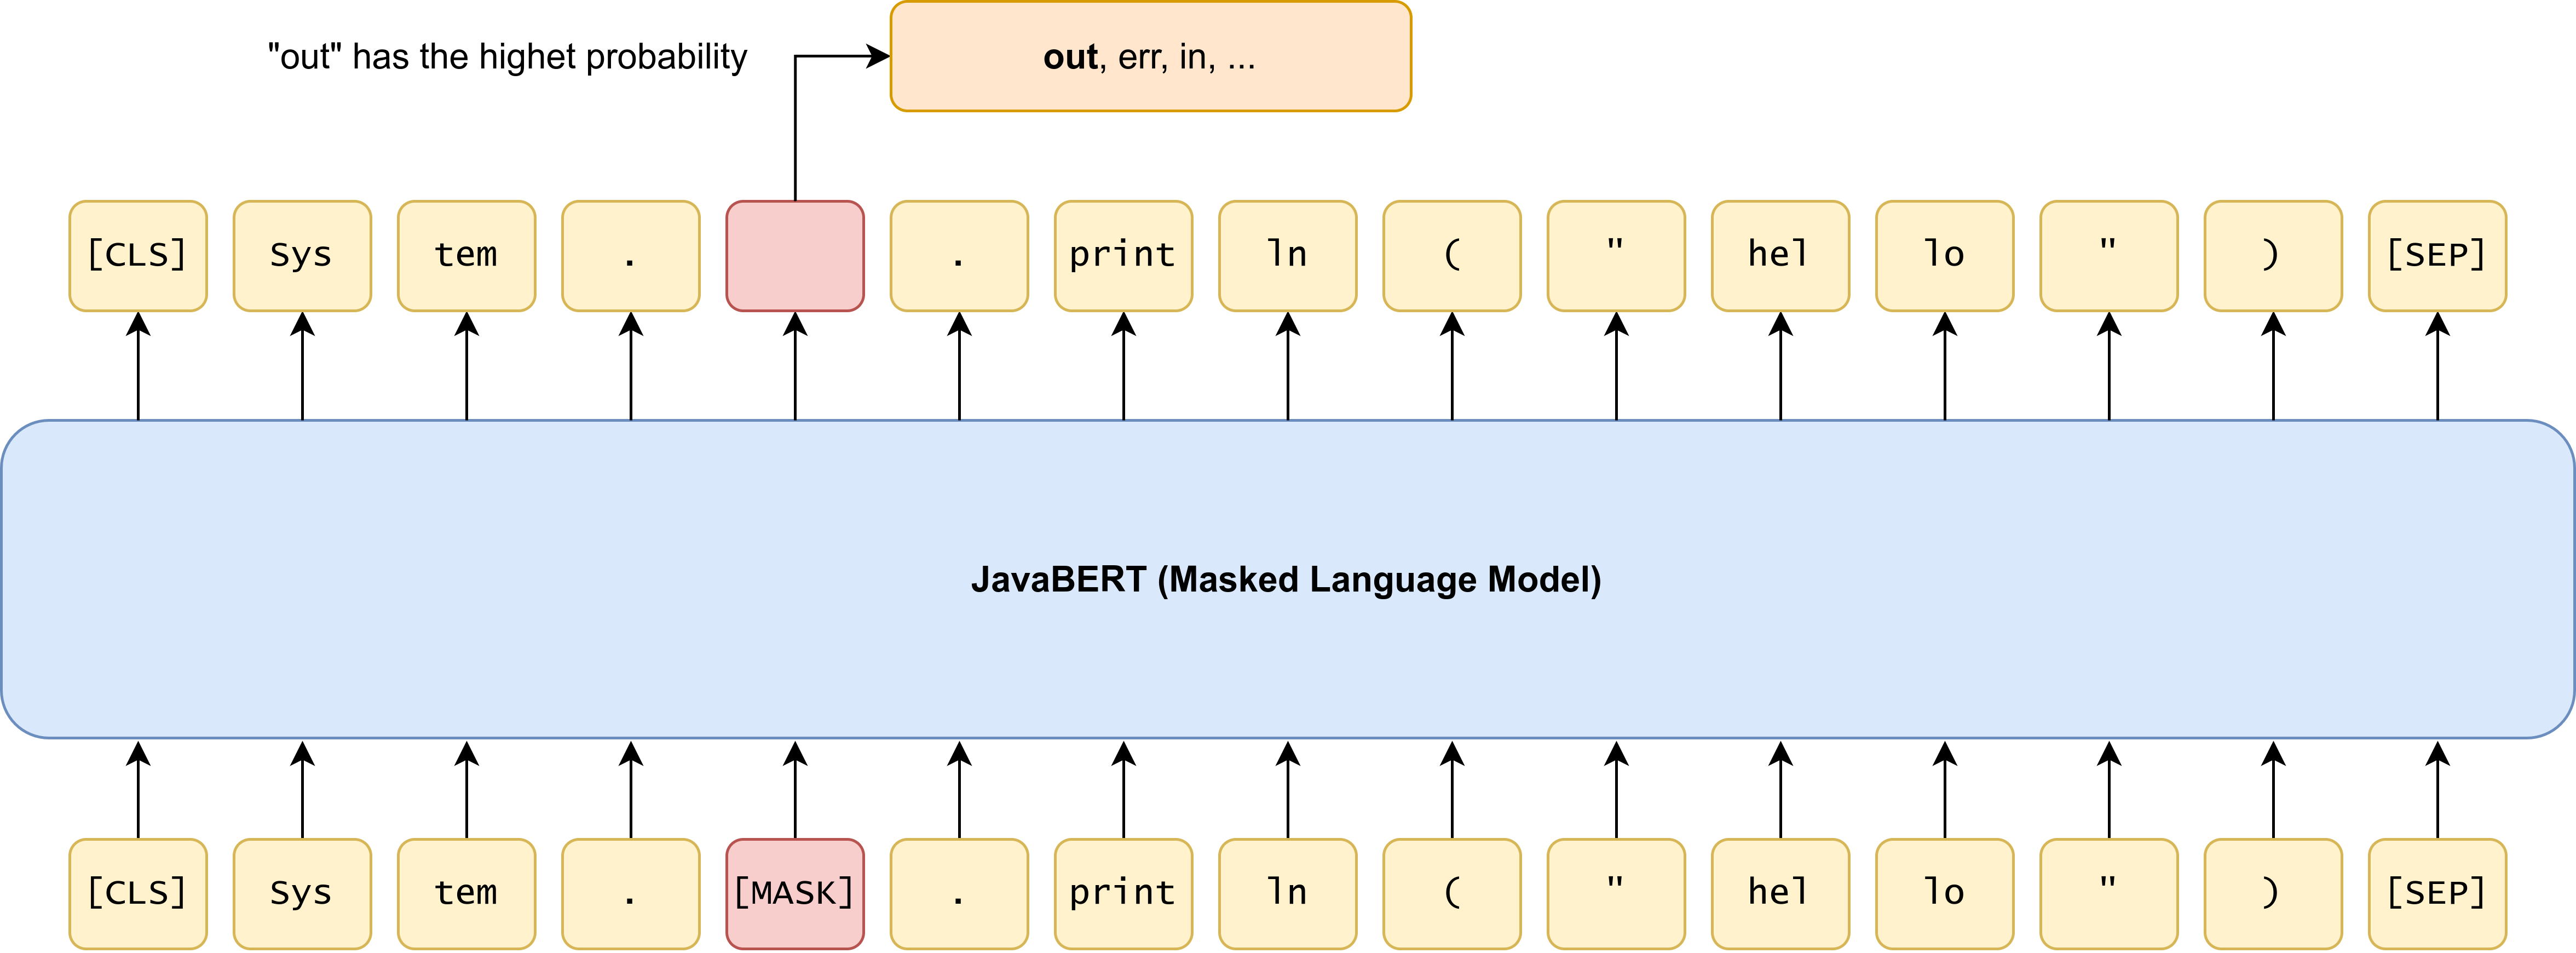 "out" has the highet probability
out, err, in, ...
[CLS] Sys tem . . print ln ( " hel lo " ) [SEP]
JavaBERT (Masked Language Model)
[CLS] Sys tem . [MASK] . print ln ( " hel lo " ) [SEP]